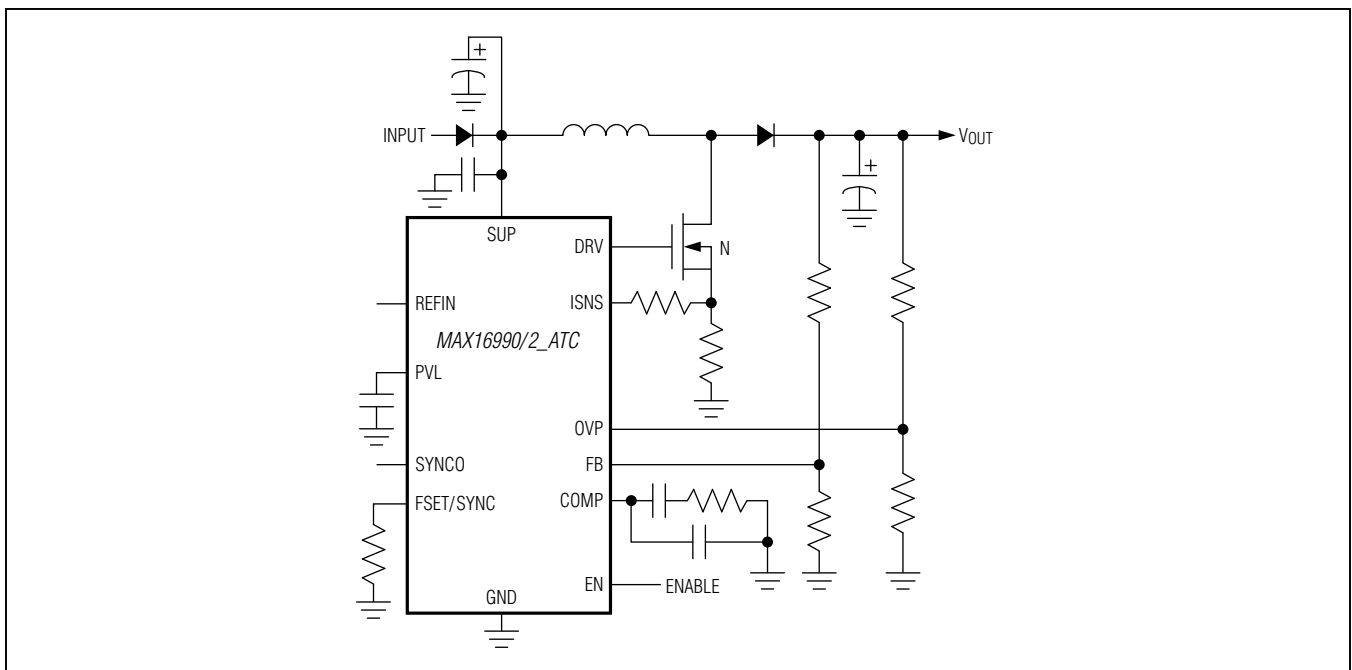 +
INPUT
VOUT
+
SUP
DRV
N
REFIN
ISNS
MAX16990/2_ATC
PVL
OVP
SYNCO
FB
FSET/SYNC
COMP
EN
ENABLE
GND